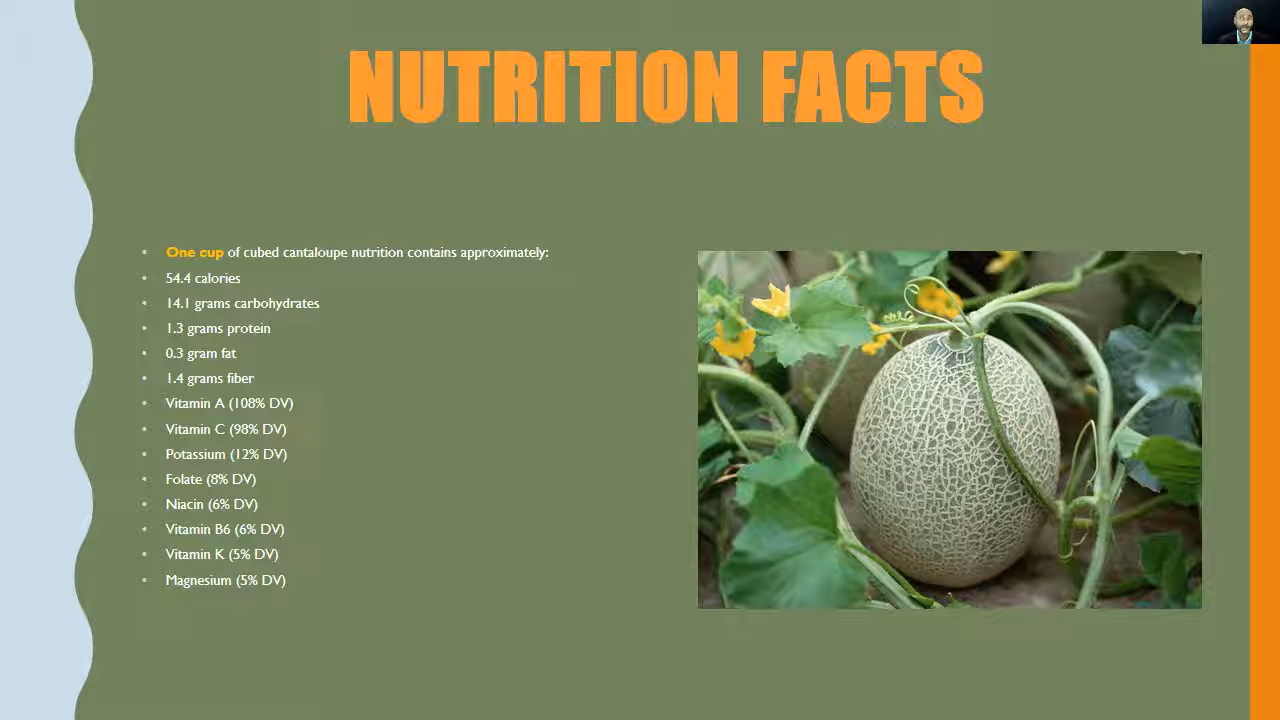 NUTRITION FACTS
One cup of cubed cantaloupe nutrition contains approximately:
54.4 calories
14.1 grams carbohydrates
1.3 grams protein
0.3 gram fat
1.4 grams fiber
Vitamin A (108% DV)
Vitamin C (98% DV)
Potassium (12% DV)
Folate (8% DV)
Niacin (6% DV)
Vitamin B6 (6% DV)
Vitamin K (5% DV)
Magnesium (5% DV)